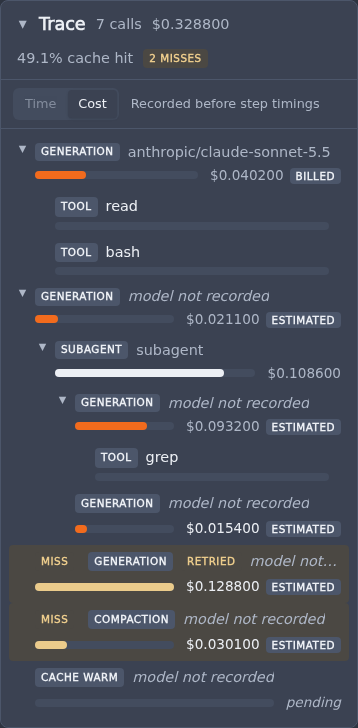 ▼ Trace 7 calls $0.328800
49.1% cache hit 2 MISSES
Time Cost Recorded before step timings
▼ GENERATION anthropic/claude-sonnet-5.5
$0.040200 BILLED
TOOL read
TOOL bash
▼ GENERATION model not recorded
$0.021100 ESTIMATED
▼ SUBAGENT subagent
$0.108600
▼ GENERATION model not recorded
$0.093200 ESTIMATED
TOOL grep
GENERATION model not recorded
$0.015400 ESTIMATED
MISS GENERATION RETRIED model not...
$0.128800 ESTIMATED
MISS COMPACTION model not recorded
$0.030100 ESTIMATED
CACHE WARM model not recorded
pending